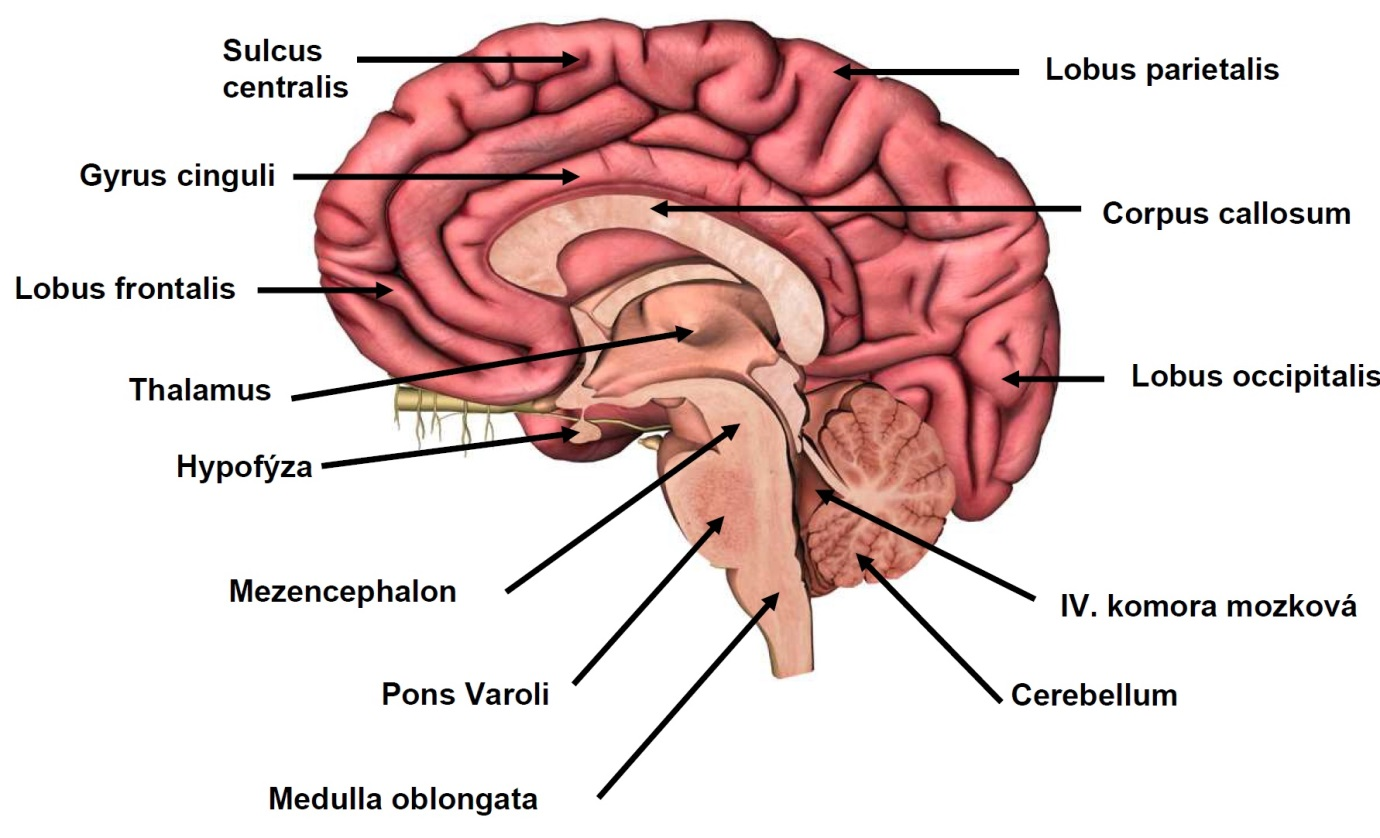 Sulcus
centralis
Lobus parietalis
Gyrus cinguli
Corpus callosum
Lobus frontalis
Thalamus
Lobus occipitalis
Hypofýza
Mezencephalon
IV. komora mozková
Pons Varoli
Cerebellum
Medulla oblongata